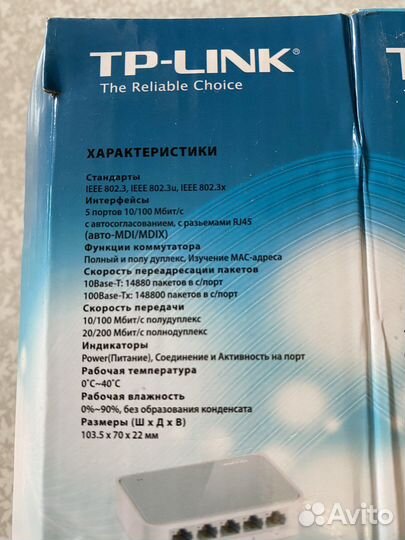 TP-LINK®
The Reliable Choice
ХАРАКТЕРИСТИКИ
Стандарты
IEEE 802.3, IEEE 802.3u, IEEE 802.3x
Интерфейсы
5 портов 10/100 Мбит/с
с автосогласованием, с разъемами RJ45
(авто-MDI/MDIX)
Функции коммутатора
Полный и полу дуплекс, Изучение MAC-адреса
Скорость переадресации пакетов
10Base-T: 14880 пакетов в с/порт
100Base-Tx: 148800 пакетов в с/порт
Скорость передачи
10/100 Мбит/с полудуплекс
20/200 Мбит/с полнодуплекс
Индикаторы
Power(Питание), Соединение и Активность на порт
Рабочая температура
0˚C~40˚C
Рабочая влажность
0%~90%, без образования конденсата
Размеры (Ш x Д x В)
103.5 x 70 x 22 мм
Avito